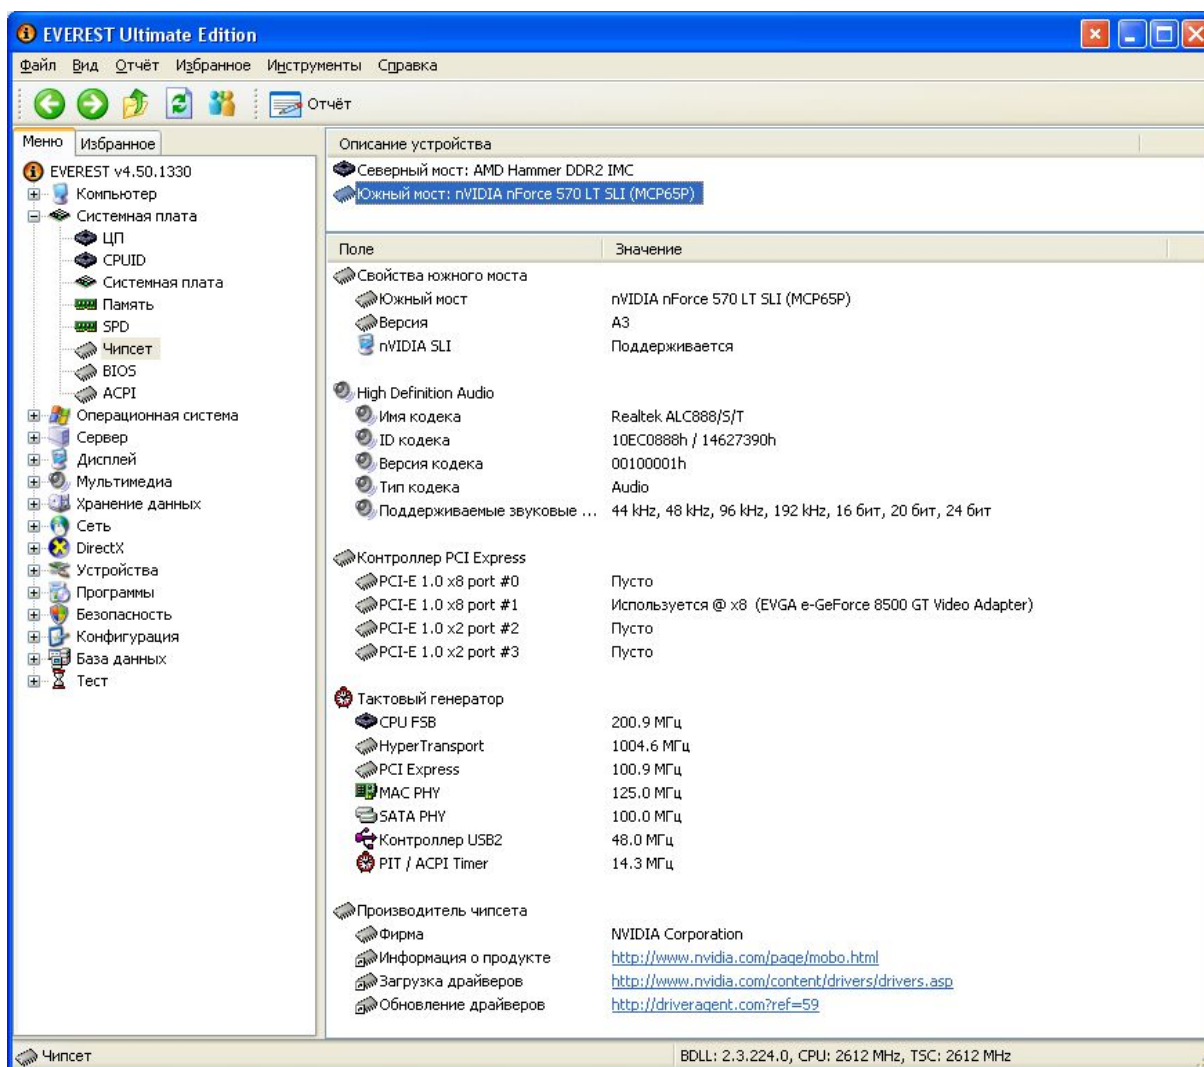 EVEREST Ultimate Edition
Файл Вид Отчёт Избранное Инструменты Справка
Отчёт
Меню Избранное
EVEREST v4.50.1330
Компьютер
Системная плата
ЦП
CPUID
Системная плата
Память
SPD
Чипсет
BIOS
ACPI
Операционная система
Сервер
Дисплей
Мультимедиа
Хранение данных
Сеть
DirectX
Устройства
Программы
Безопасность
Конфигурация
База данных
Тест
Описание устройства
Северный мост: AMD Hammer DDR2 IMC
Южный мост: nVIDIA nForce 570 LT SLI (MCP65P)
Поле Значение
Свойства южного моста
Южный мост nVIDIA nForce 570 LT SLI (MCP65P)
Версия A3
nVIDIA SLI Поддерживается
High Definition Audio
Имя кодека Realtek ALC888/S/T
ID кодека 10EC0888h / 14627390h
Версия кодека 00100001h
Тип кодека Audio
Поддерживаемые звуковые ... 44 kHz, 48 kHz, 96 kHz, 192 kHz, 16 бит, 20 бит, 24 бит
Контроллер PCI Express
PCI-E 1.0 x8 port #0 Пусто
PCI-E 1.0 x8 port #1 Используется @ x8 (EVGA e-GeForce 8500 GT Video Adapter)
PCI-E 1.0 x2 port #2 Пусто
PCI-E 1.0 x2 port #3 Пусто
Тактовый генератор
CPU FSB 200.9 МГц
HyperTransport 1004.6 МГц
PCI Express 100.9 МГц
MAC PHY 125.0 МГц
SATA PHY 100.0 МГц
Контроллер USB2 48.0 МГц
PIT / ACPI Timer 14.3 МГц
Производитель чипсета
Фирма NVIDIA Corporation
Информация о продукте http://www.nvidia.com/page/mobo.html
Загрузка драйверов http://www.nvidia.com/content/drivers/drivers.asp
Обновление драйверов http://driveragent.com?ref=59
Чипсет BDLL: 2.3.224.0, CPU: 2612 MHz, TSC: 2612 MHz